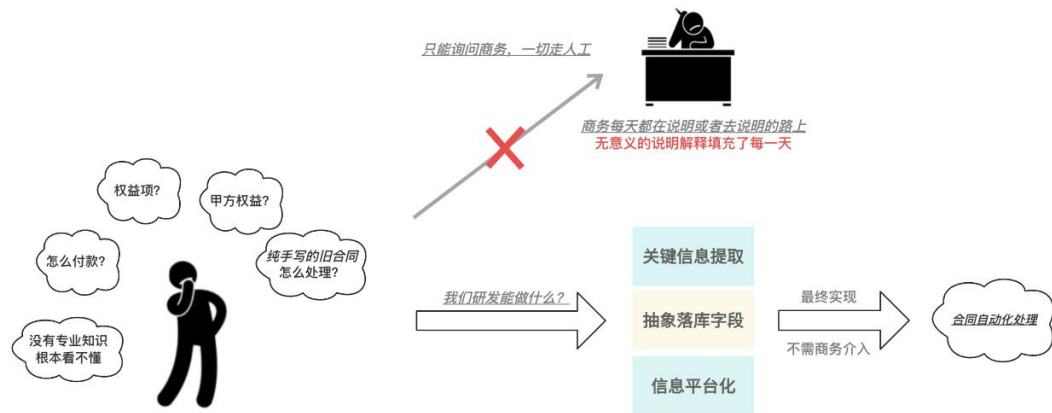 只能询问商务，一切走人工
商务每天都在说明或者去说明的路上
无意义的说明解释填充了每一天
权益项?
甲方权益?
怎么付款?
纯手写的旧合同
怎么处理?
没有专业知识
根本看不懂
我们研发能做什么?
关键信息提取
抽象落库字段
信息平台化
最终实现
不需商务介入
合同自动化处理